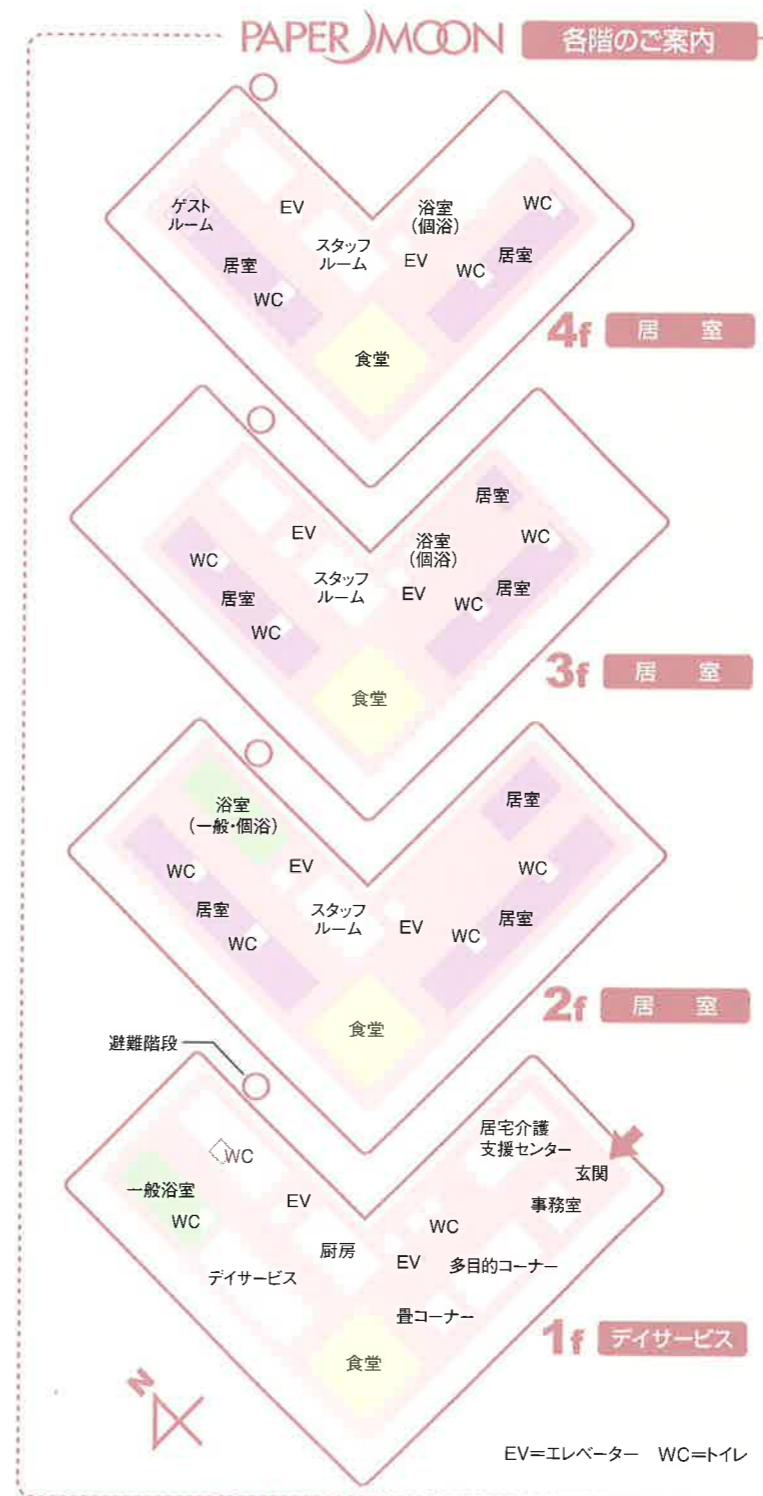 PAPER MOON
各階のご案内
ゲスト
ルーム
EV
浴室
(個浴)
WC
スタッフ
ルーム
居室
EV
WC
居室
WC
食堂
4f 居 室
居室
EV
浴室
(個浴)
WC
WC
スタッフ
ルーム
居室
EV
WC
居室
WC
食堂
3f 居 室
浴室
(一般・個浴)
居室
EV
WC
WC
居室
スタッフ
ルーム
EV
WC
居室
WC
食堂
2f 居 室
避難階段
WC
居宅介護
支援センター
玄関
一般浴室
EV
事務室
WC
WC
厨房
デイサービス
EV
多目的コーナー
畳コーナー
食堂
1f デイサービス
N
EV=エレベーター WC=トイレ